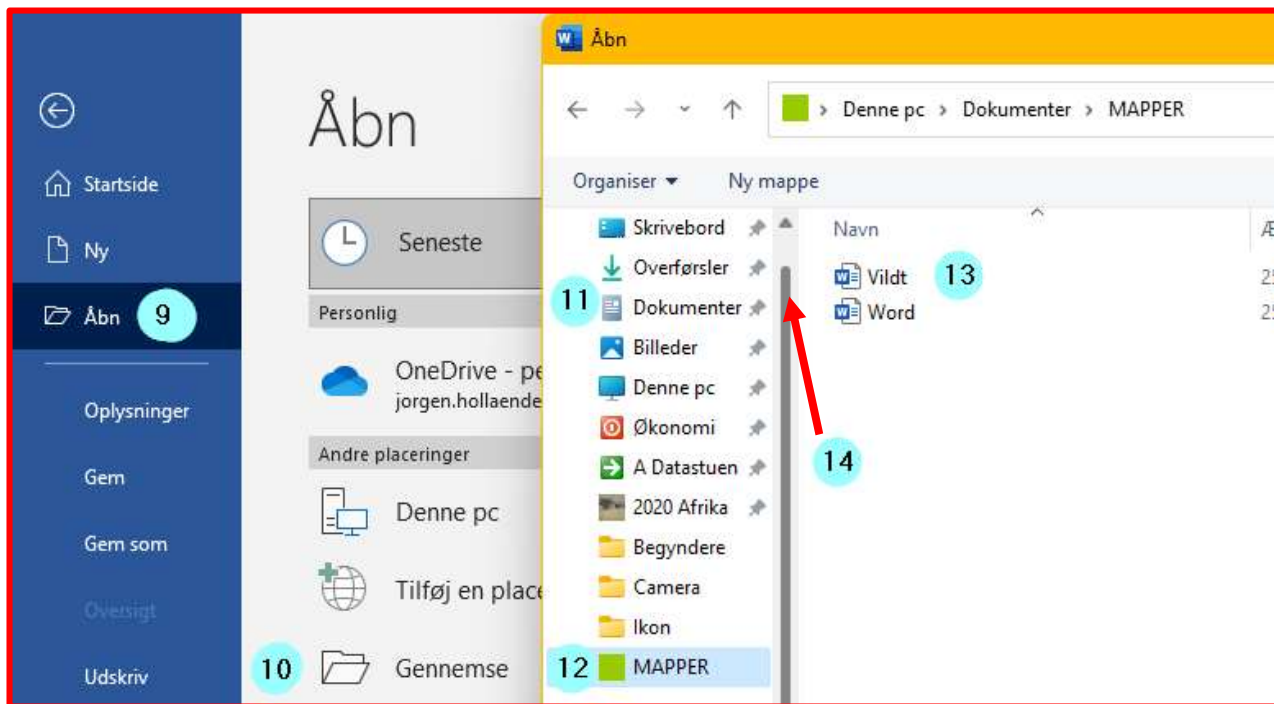 Startside
Ny
Åbn 9
Oplysninger
Gem
Gem som
Oversigt
Udskriv
Åbn
Seneste
Personlig
OneDrive - pe
jorgen.hollaende
Andre placeringer
Denne pc
Tilføj en place
10 Gennemse
Åbn
Denne pc > Dokumenter > MAPPER
Organiser Ny mappe
Skrivebord
Overførsler
11 Dokumenter
Billeder
Denne pc
Økonomi
A Datastuen
2020 Afrika
Begyndere
Camera
Ikon
12 MAPPER
Navn Æ
Vildt 13 25
Word 25
14